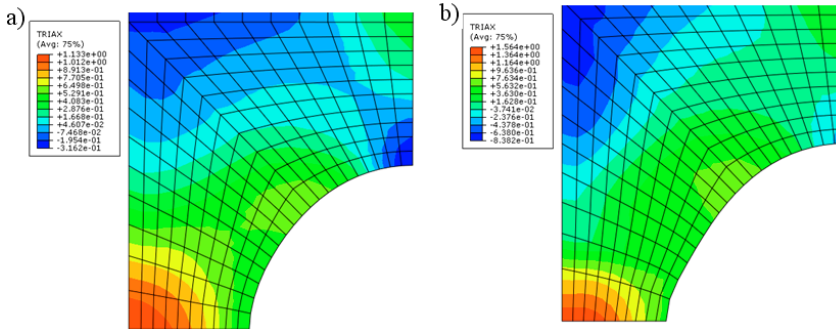 a)
TRIAX
(Avg: 75%)
+1.133e+00
+1.012e+00
+8.913e-01
+7.705e-01
+6.498e-01
+5.291e-01
+4.083e-01
+2.876e-01
+1.668e-01
+4.607e-02
-7.468e-02
-1.954e-01
-3.162e-01
b)
TRIAX
(Avg: 75%)
+1.564e+00
+1.364e+00
+1.164e+00
+9.636e-01
+7.634e-01
+5.632e-01
+3.630e-01
+1.628e-01
-3.741e-02
-2.376e-01
-4.378e-01
-6.380e-01
-8.382e-01